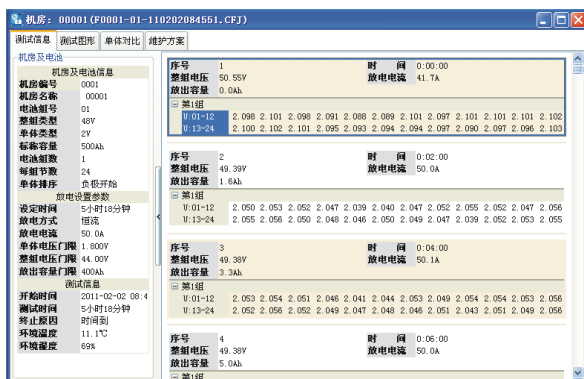 机房: 00001(F0001-01-110202084551.CFJ)
测试信息 测试图形 单体对比 维护方案
机房及电池
机房及电池信息
机房编号 0001
机房名称 00001
电池组号 01
整组类型 48V
单体类型 2V
标称容量 500Ah
电池组数 1
每组节数 24
单体排序 负极开始
放电设置参数
设定时间 5小时18分钟
放电方式 恒流
放电电流 50.0A
单体电压门限 1.800V
整组电压门限 44.00V
放出容量门限 400Ah
测试信息
开始时间 2011-02-02 08:4
测试时间 5小时18分钟
终止原因 时间到
环境温度 11.1℃
环境湿度 69%
序号 1 时 间 0:00:00
整组电压 50.55V 放电电流 41.7A
放出容量 0.0Ah
第1组
V:01-12 2.098 2.101 2.098 2.091 2.088 2.089 2.101 2.097 2.101 2.101 2.101 2.102
V:13-24 2.100 2.102 2.101 2.095 2.093 2.094 2.094 2.097 2.090 2.101 2.096 2.103
序号 2 时 间 0:02:00
整组电压 49.39V 放电电流 50.0A
放出容量 1.6Ah
第1组
V:01-12 2.050 2.053 2.052 2.047 2.039 2.040 2.047 2.052 2.055 2.052 2.047 2.056
V:13-24 2.055 2.056 2.050 2.048 2.046 2.050 2.049 2.047 2.039 2.052 2.053 2.055
序号 3 时 间 0:04:00
整组电压 49.38V 放电电流 50.1A
放出容量 3.3Ah
第1组
V:01-12 2.053 2.054 2.051 2.046 2.041 2.044 2.053 2.049 2.054 2.054 2.053 2.056
V:13-24 2.052 2.056 2.052 2.049 2.047 2.048 2.046 2.051 2.043 2.051 2.049 2.056
序号 4 时 间 0:06:00
整组电压 49.38V 放电电流 50.0A
放出容量 5.0Ah
第1组